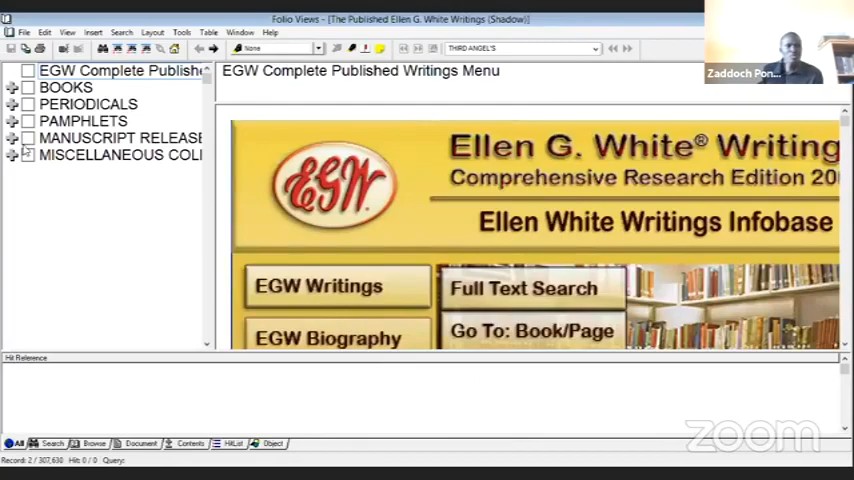 Folio Views - [The Published Ellen G. White Writings (Shadow)]
File Edit View Insert Search Layout Tools Table Window Help
None
THIRD ANGEL'S
Zaddoch Pon...
EGW Complete Publishe
BOOKS
PERIODICALS
PAMPHLETS
MANUSCRIPT RELEASE
MISCELLANEOUS COLI
EGW Complete Published Writings Menu
EGW
Ellen G. White® Writing
Comprehensive Research Edition 20
Ellen White Writings Infobase
EGW Writings
Full Text Search
EGW Biography
Go To: Book/Page
Hit Reference
All Search Browse Document Contents HitList Object
Record: 2 / 307,630 Hit: 0 / 0 Query:
zoom